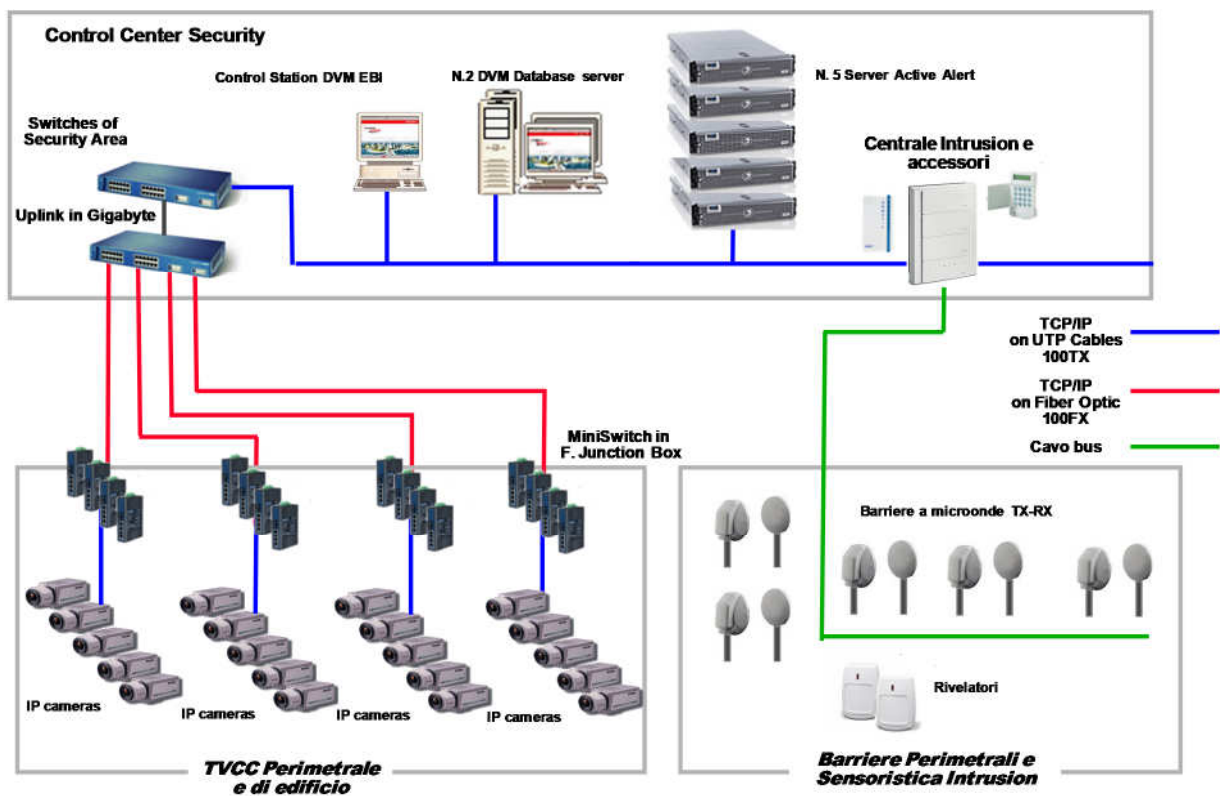 Control Center Security
Control Station DVM EBI
N.2 DVM Database server
N. 5 Server Active Alert
Switches of
Security Area
Centrale Intrusion e
accessori
Uplink in Gigabyte
TCP/IP
on UTP Cables
100TX
TCP/IP
on Fiber Optic
100FX
Cavo bus
MiniSwitch in
F. Junction Box
Barriere a microonde TX-RX
Rivelatori
IP cameras
IP cameras
IP cameras
IP cameras
TVCC Perimetrale
e di edificio
Barriere Perimetrali e
Sensoristica Intrusion